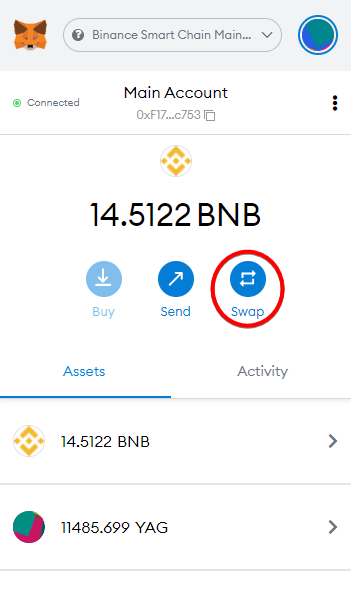 Binance Smart Chain Main...
Connected
Main Account
0xF17...c753
14.5122 BNB
Buy
Send
Swap
Assets
Activity
14.5122 BNB
11485.699 YAG